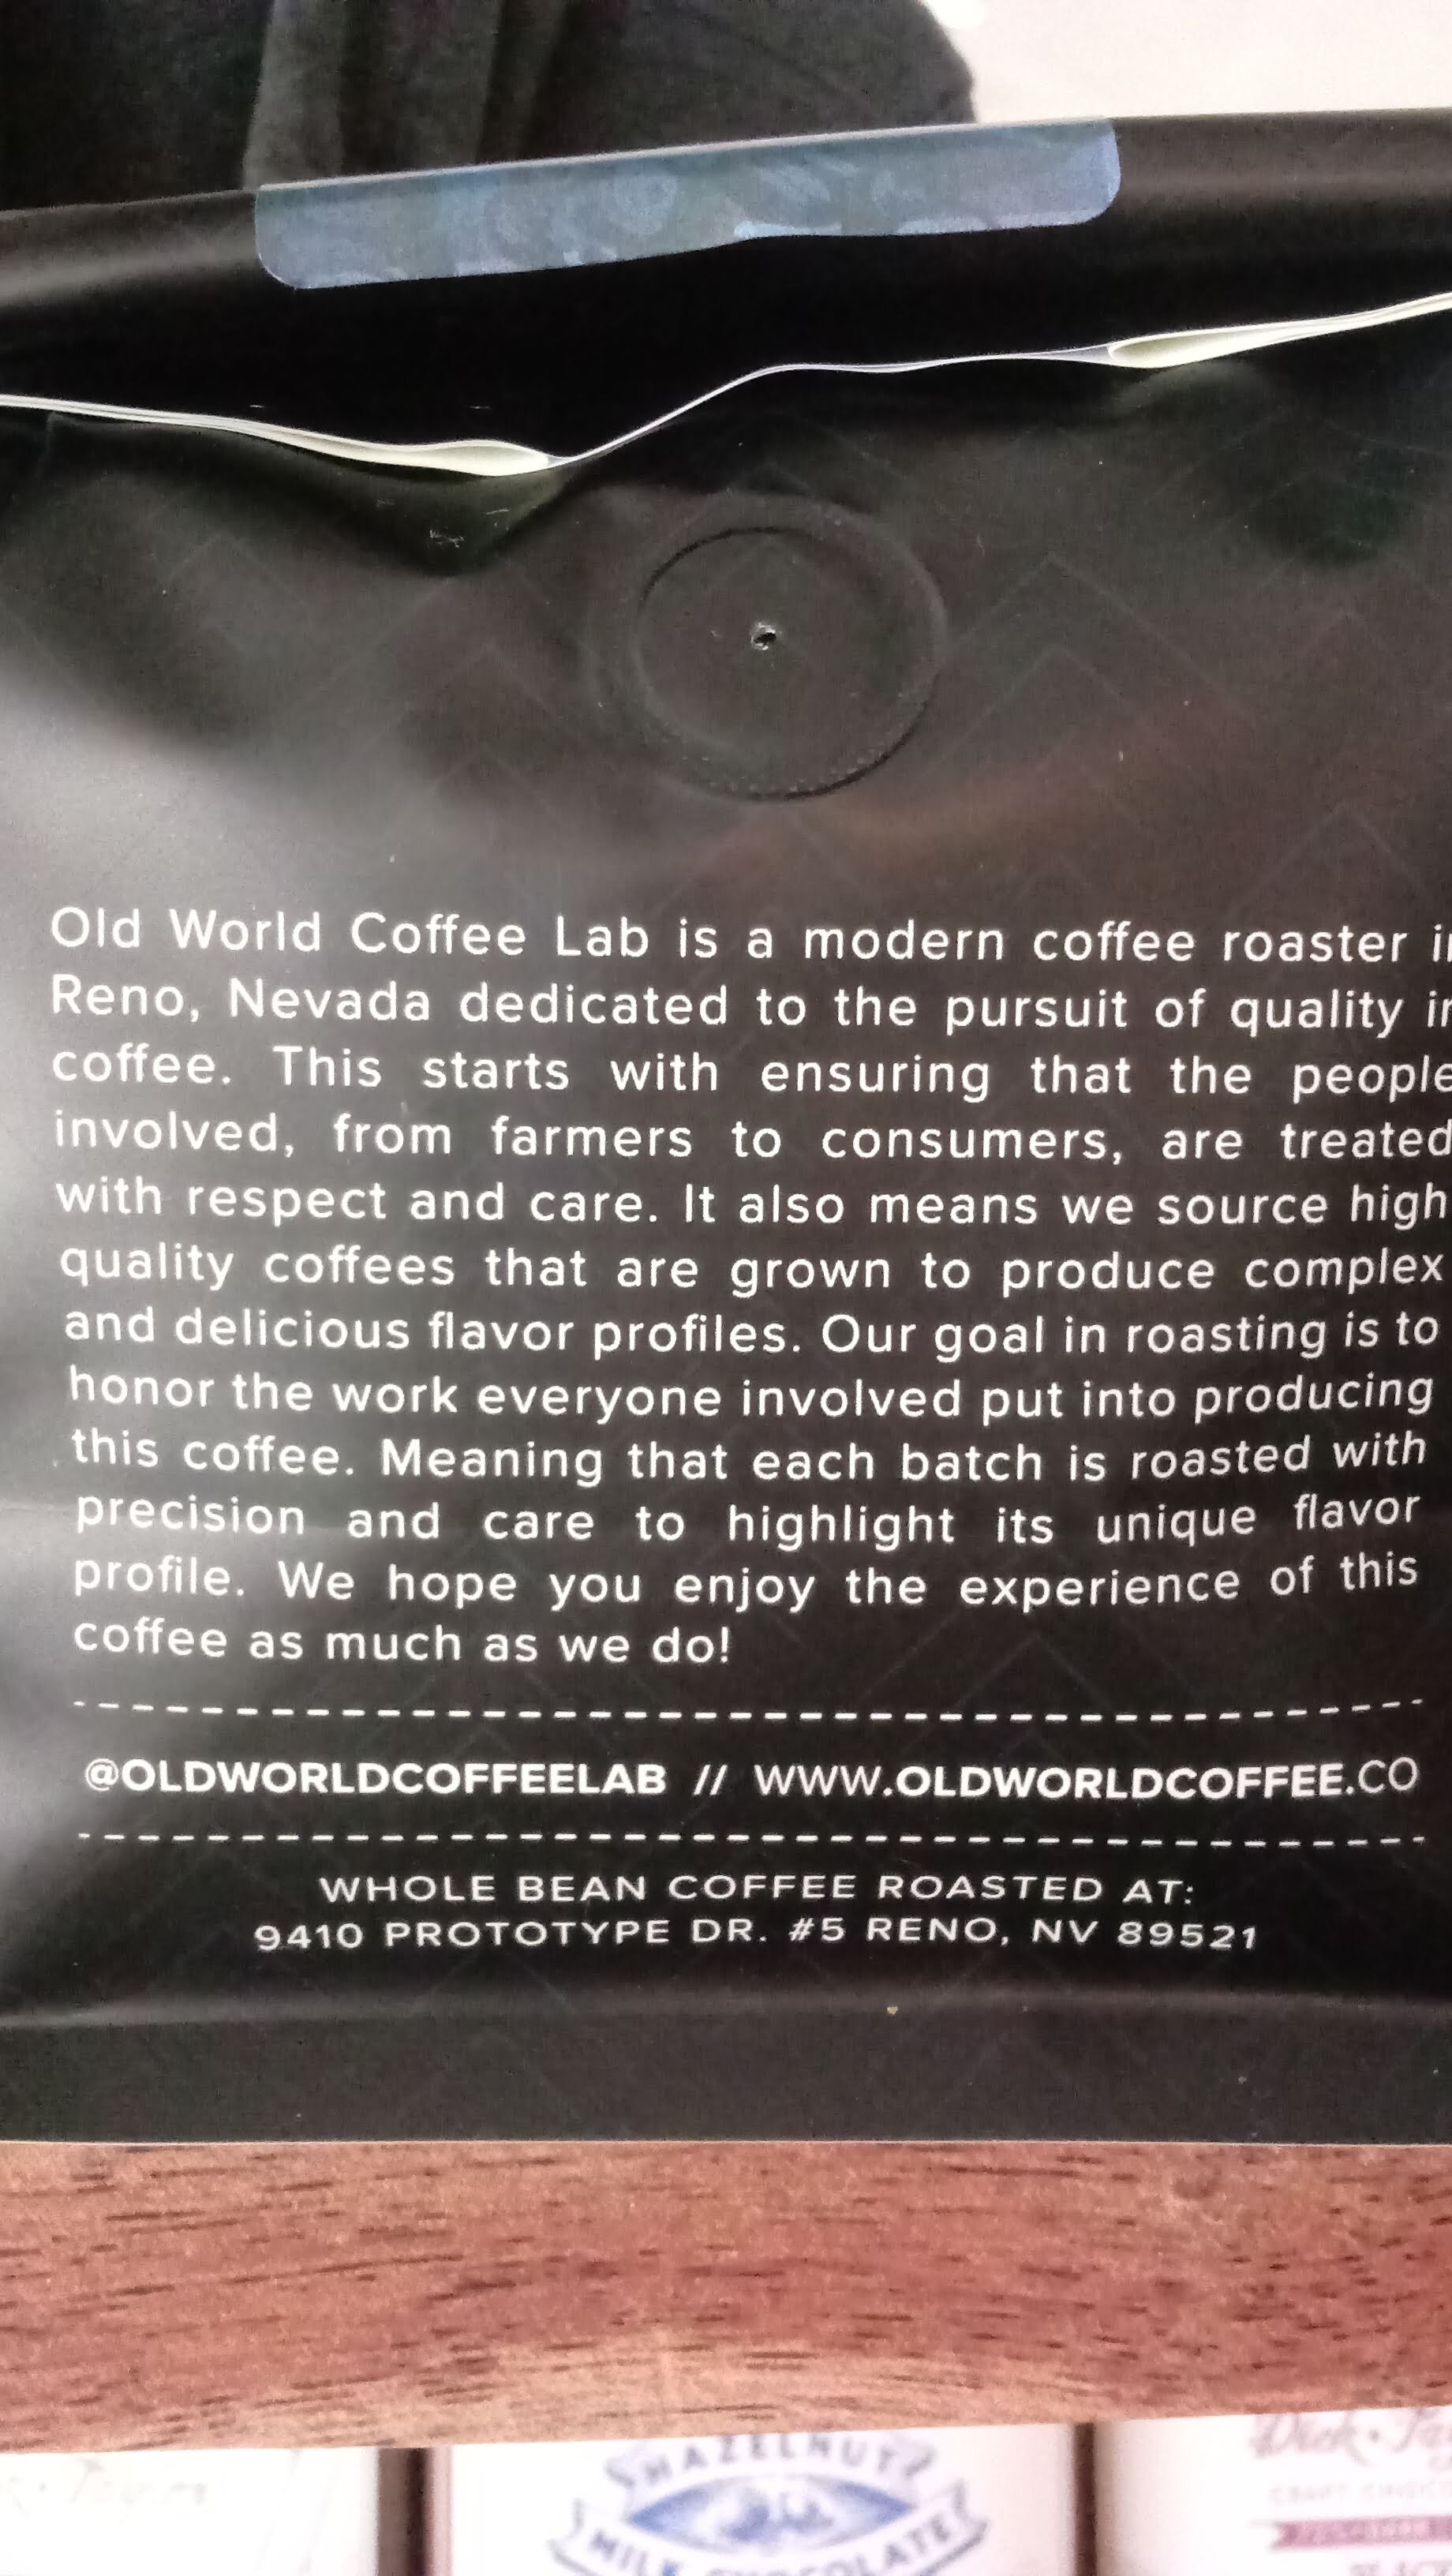 Old World Coffee Lab is a modern coffee roaster in
Reno, Nevada dedicated to the pursuit of quality in
coffee. This starts with ensuring that the people
involved, from farmers to consumers, are treated
with respect and care. It also means we source high
quality coffees that are grown to produce complex
and delicious flavor profiles. Our goal in roasting is to
honor the work everyone involved put into producing
this coffee. Meaning that each batch is roasted with
precision and care to highlight its unique flavor
profile. We hope you enjoy the experience of this
coffee as much as we do!
@OLDWORLDCOFFEELAB // WWW.OLDWORLDCOFFEE.CO
WHOLE BEAN COFFEE ROASTED AT:
9410 PROTOTYPE DR. #5 RENO, NV 89521
HAZELNUT
MILK CHOCOLATE